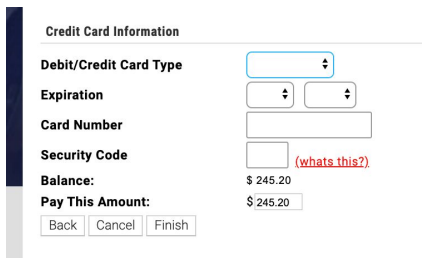 Credit Card Information
Debit/Credit Card Type
Expiration
Card Number
Security Code
(whats this?)
Balance: $ 245.20
Pay This Amount: $ 245.20
Back Cancel Finish